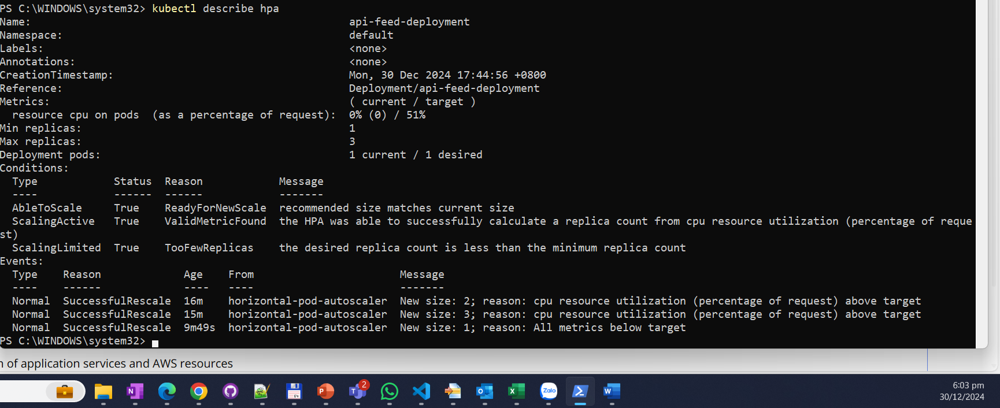 PS C:\WINDOWS\system32> kubectl describe hpa
Name: api-feed-deployment
Namespace: default
Labels: <none>
Annotations: <none>
CreationTimestamp: Mon, 30 Dec 2024 17:44:56 +0800
Reference: Deployment/api-feed-deployment
Metrics: ( current / target )
resource cpu on pods (as a percentage of request): 0% (0) / 51%
Min replicas: 1
Max replicas: 3
Deployment pods: 1 current / 1 desired
Conditions:
Type Status Reason Message
---- ------ ------ -------
AbleToScale True ReadyForNewScale recommended size matches current size
ScalingActive True ValidMetricFound the HPA was able to successfully calculate a replica count from cpu resource utilization (percentage of reque
st)
ScalingLimited True TooFewReplicas the desired replica count is less than the minimum replica count
Events:
Type Reason Age From Message
---- ------ ---- ---- -------
Normal SuccessfulRescale 16m horizontal-pod-autoscaler New size: 2; reason: cpu resource utilization (percentage of request) above target
Normal SuccessfulRescale 15m horizontal-pod-autoscaler New size: 3; reason: cpu resource utilization (percentage of request) above target
Normal SuccessfulRescale 9m49s horizontal-pod-autoscaler New size: 1; reason: All metrics below target
PS C:\WINDOWS\system32>
n of application services and AWS resources
N 64 P T 2 O X Zalo W
6:03 pm
30/12/2024